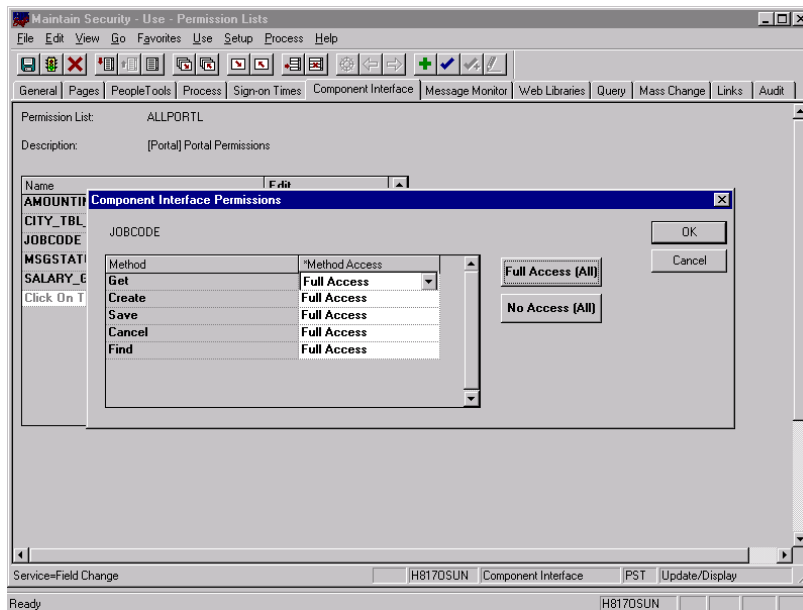 Maintain Security - Use - Permission Lists
File Edit View Go Favorites Use Setup Process Help
General Pages PeopleTools Process Sign-on Times Component Interface Message Monitor Web Libraries Query Mass Change Links Audit
Permission List: ALLPORTL
Description: [Portal] Portal Permissions
Name Edit
AMOUNTIN
CITY_TBL_
JOBCODE
MSGSTAT
SALARY_G
Click On T
Component Interface Permissions
JOBCODE
OK
Cancel
Method *Method Access
Get Full Access
Create Full Access
Save Full Access
Cancel Full Access
Find Full Access
Full Access (All)
No Access (All)
Service=Field Change H8170SUN Component Interface PST Update/Display
Ready H8170SUN